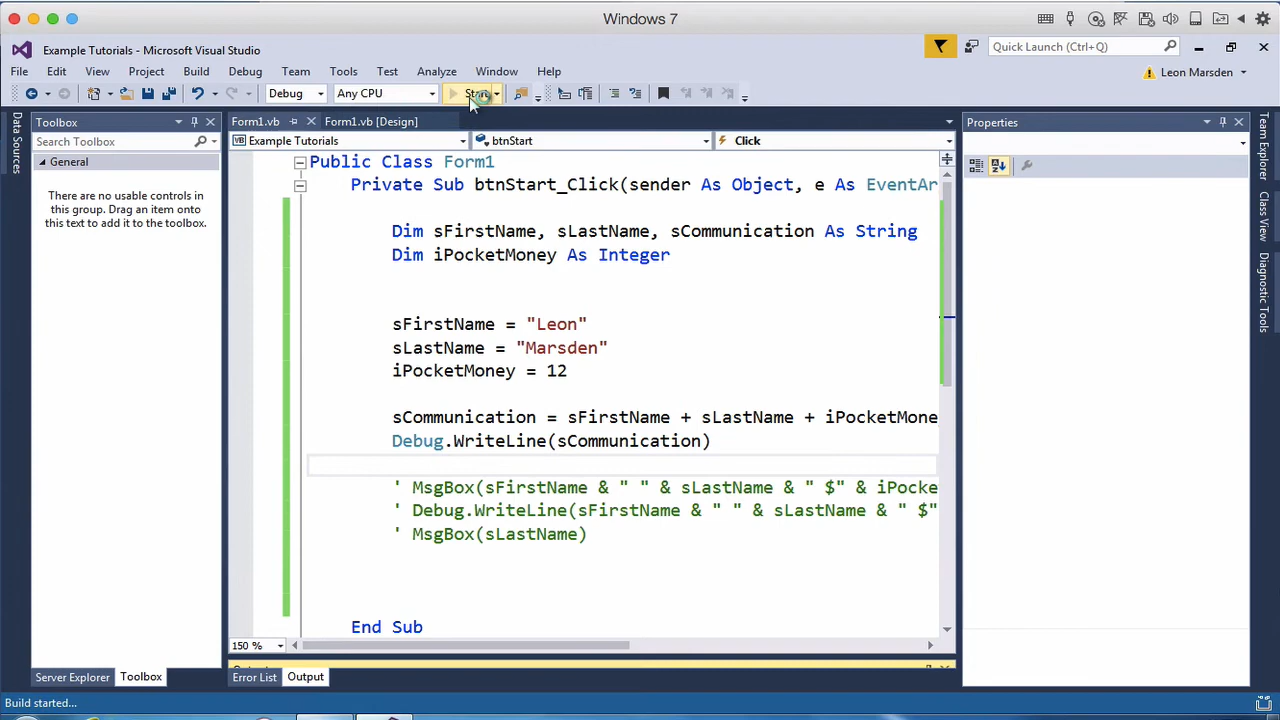 Windows 7
Example Tutorials - Microsoft Visual Studio
Quick Launch (Ctrl+Q)
File Edit View Project Build Debug Team Tools Test Analyze Window Help
Leon Marsden
Debug Any CPU Start
Data Sources
Toolbox
Search Toolbox
General
There are no usable controls in
this group. Drag an item onto
this text to add it to the toolbox.
Server Explorer Toolbox
Form1.vb Form1.vb [Design]
Example Tutorials btnStart Click
Public Class Form1
Private Sub btnStart_Click(sender As Object, e As EventAr
Dim sFirstName, sLastName, sCommunication As String
Dim iPocketMoney As Integer
sFirstName = "Leon"
sLastName = "Marsden"
iPocketMoney = 12
sCommunication = sFirstName + sLastName + iPocketMone
Debug.WriteLine(sCommunication)
' MsgBox(sFirstName & " " & sLastName & " $" & iPocke
' Debug.WriteLine(sFirstName & " " & sLastName & " $"
' MsgBox(sLastName)
End Sub
150 %
Error List Output
Properties
Team Explorer
Class View
Diagnostic Tools
Build started...